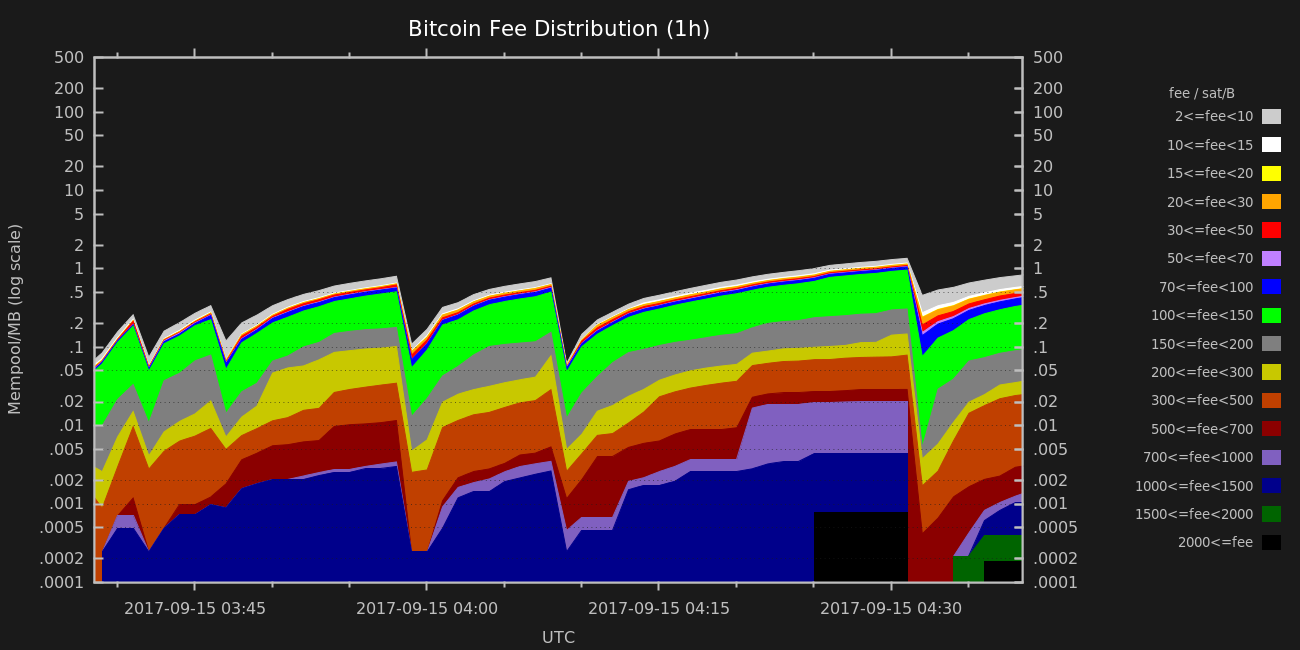 Bitcoin Fee Distribution (1h)
Mempool/MB (log scale)
500
200
100
50
20
10
5
2
1
.5
.2
.1
.05
.02
.01
.005
.002
.001
.0005
.0002
.0001
500
200
100
50
20
10
5
2
1
.5
.2
.1
.05
.02
.01
.005
.002
.001
.0005
.0002
.0001
2017-09-15 03:45
2017-09-15 04:00
2017-09-15 04:15
2017-09-15 04:30
UTC
fee / sat/B
2<=fee<10
10<=fee<15
15<=fee<20
20<=fee<30
30<=fee<50
50<=fee<70
70<=fee<100
100<=fee<150
150<=fee<200
200<=fee<300
300<=fee<500
500<=fee<700
700<=fee<1000
1000<=fee<1500
1500<=fee<2000
2000<=fee